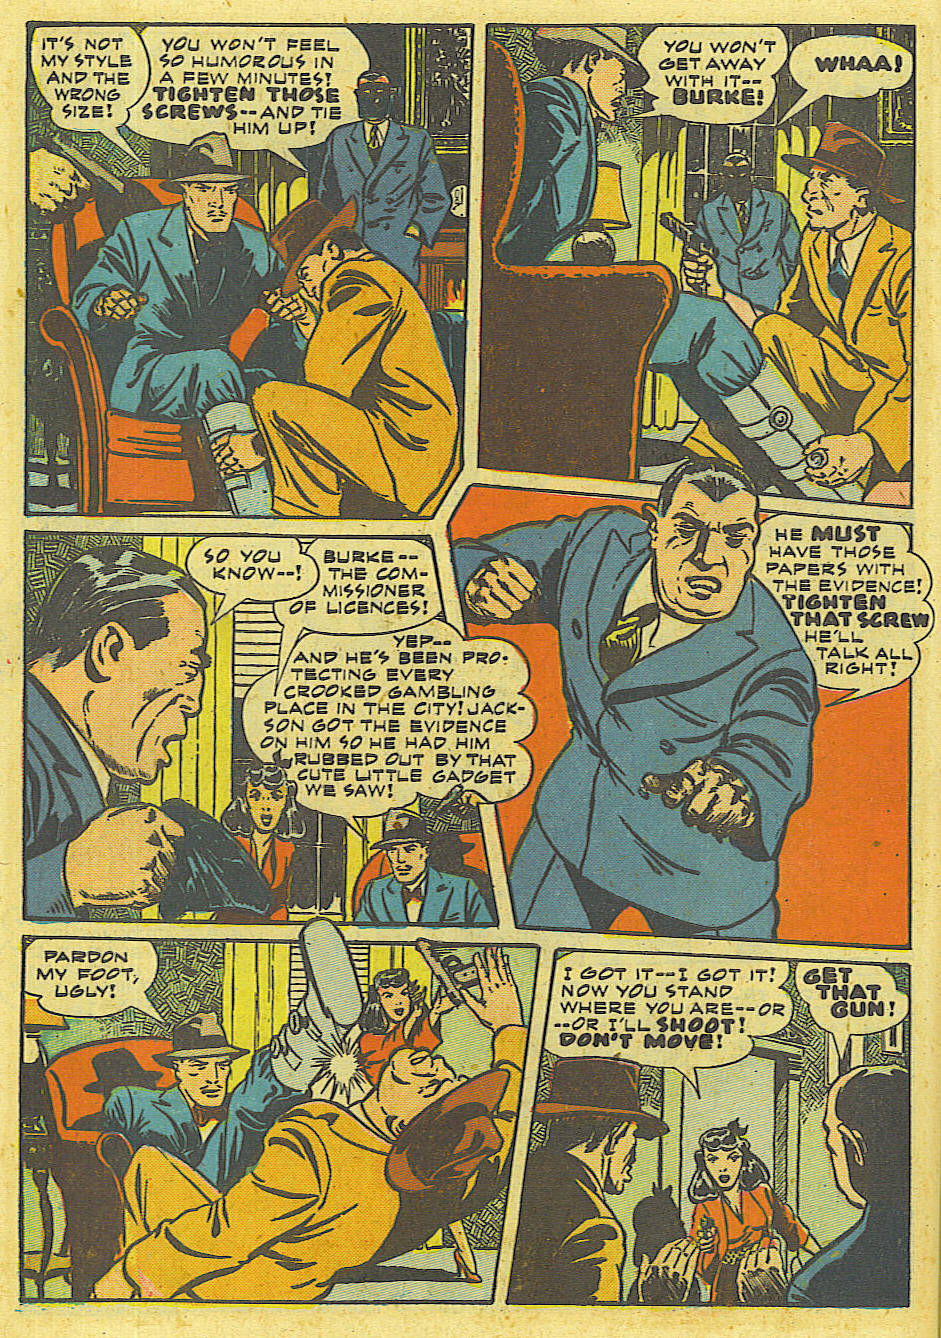 IT'S NOT
MY STYLE
AND THE
WRONG
SIZE!
YOU WON'T FEEL
SO HUMOROUS IN
A FEW MINUTES!
TIGHTEN THOSE
SCREWS--AND TIE
HIM UP!
YOU WON'T
GET AWAY
WITH IT--
BURKE!
WHAA!
SO YOU
KNOW--!
BURKE--
THE COM-
MISSIONER
OF LICENCES!
YEP--
AND HE'S BEEN PRO-
TECTING EVERY
CROOKED GAMBLING
PLACE IN THE CITY! JACK-
SON GOT THE EVIDENCE
ON HIM SO HE HAD HIM
RUBBED OUT BY THAT
CUTE LITTLE GADGET
WE SAW!
HE MUST
HAVE THOSE
PAPERS WITH
THE EVIDENCE!
TIGHTEN
THAT SCREW
HE'LL
TALK ALL
RIGHT!
PARDON
MY FOOT,
UGLY!
I GOT IT--I GOT IT!
NOW YOU STAND
WHERE YOU ARE--OR
--OR I'LL SHOOT!
DON'T MOVE!
GET
THAT
GUN!